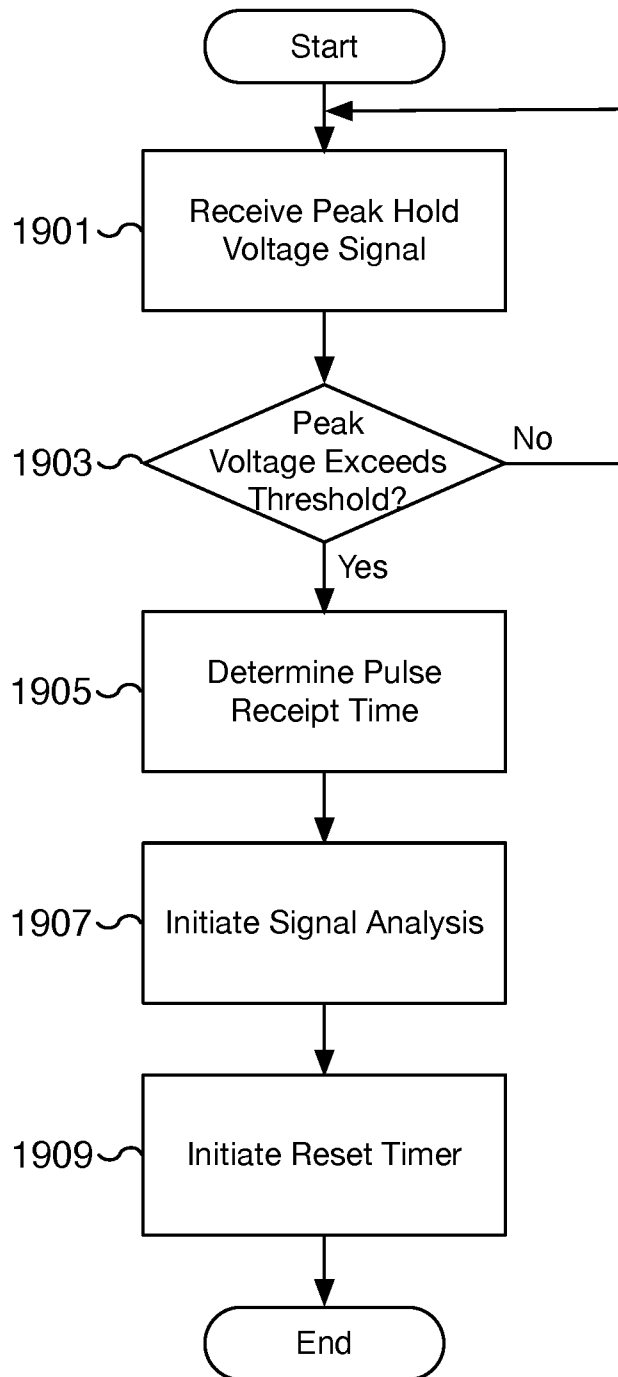 Start
1901
Receive Peak Hold
Voltage Signal
1903
Peak
Voltage Exceeds
Threshold?
No
Yes
1905
Determine Pulse
Receipt Time
1907
Initiate Signal Analysis
1909
Initiate Reset Timer
End